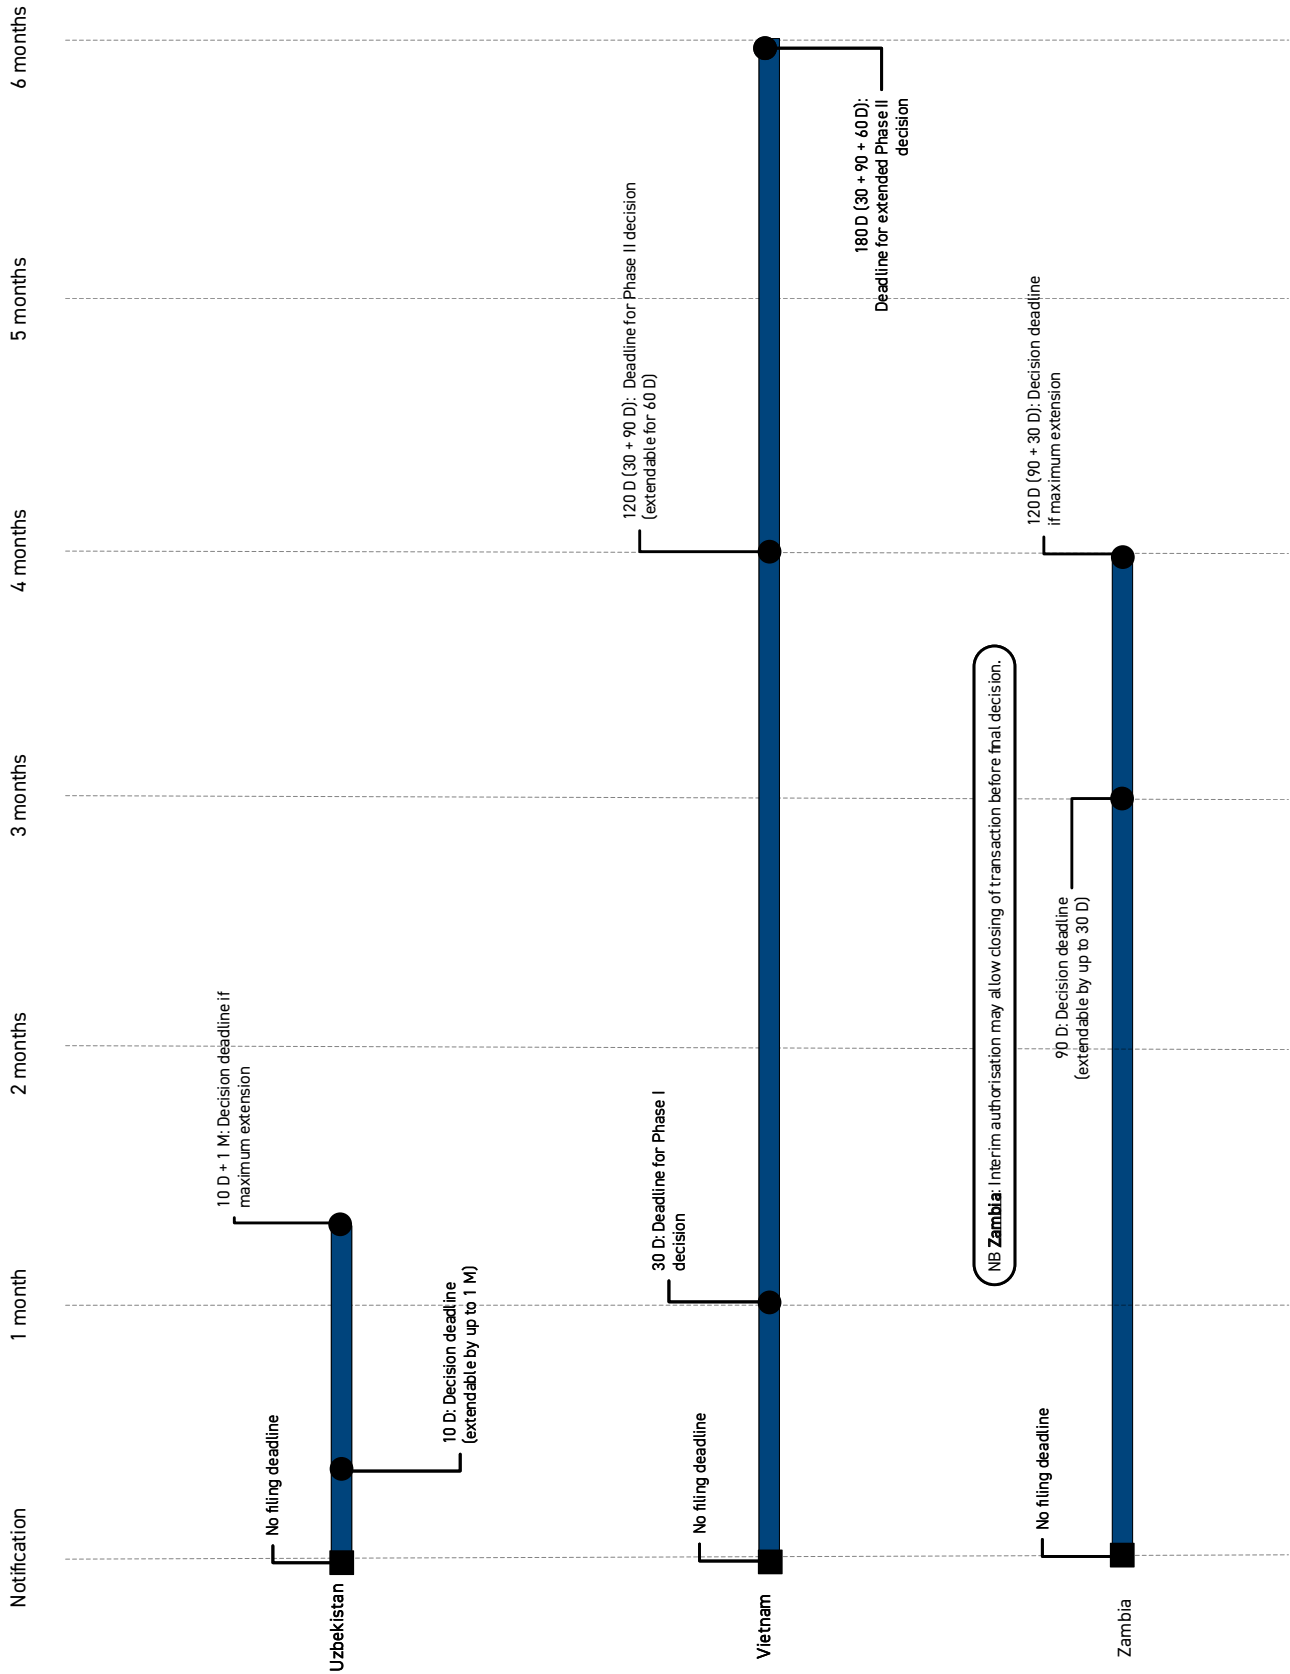 Notification
1 month
2 months
3 months
4 months
5 months
6 months
Uzbekistan
No filing deadline
10 D: Decision deadline
(extendable by up to 1 M)
10 D + 1 M: Decision deadline if
maximum extension
Vietnam
No filing deadline
30 D: Deadline for Phase I
decision
120 D (30 + 90 D): Deadline for Phase II decision
(extendable for 60 D)
180 D (30 + 90 + 60 D):
Deadline for extended Phase II
decision
NB Zambia: Interim authorisation may allow closing of transaction before final decision.
Zambia
No filing deadline
90 D: Decision deadline
(extendable by up to 30 D)
120 D (90 + 30 D): Decision deadline
if maximum extension